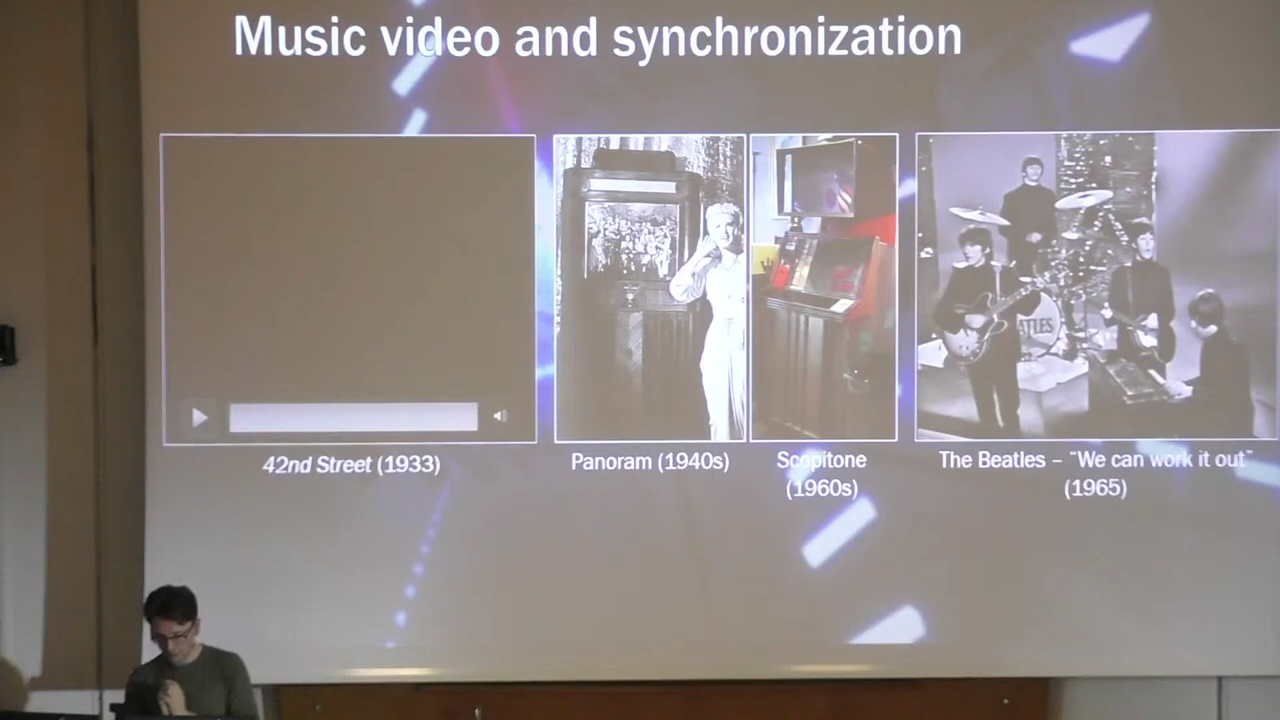 Music video and synchronization
42nd Street (1933)
Panoram (1940s)
Scopitone
(1960s)
The Beatles – "We can work it out"
(1965)
ATLES